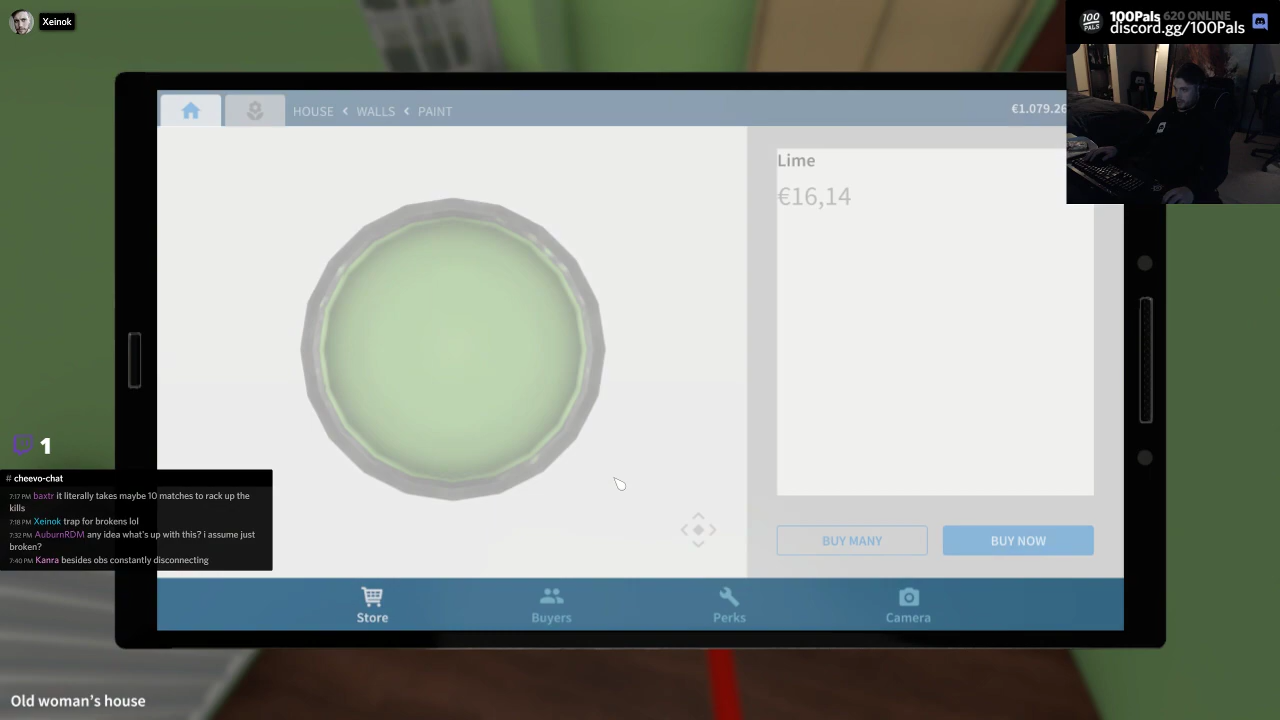 Xeinok
100 PALS
100Pals 620 ONLINE
discord.gg/100Pals
HOUSE < WALLS < PAINT
€1.079.26
Lime
€16,14
1
# cheevo-chat
7:17 PM baxtr it literally takes maybe 10 matches to rack up the
kills
7:18 PM Xeinok trap for brokens lol
7:32 PM AuburnRDM any idea what's up with this? i assume just
broken?
7:40 PM Kanra besides obs constantly disconnecting
BUY MANY
BUY NOW
Store
Buyers
Perks
Camera
Old woman's house